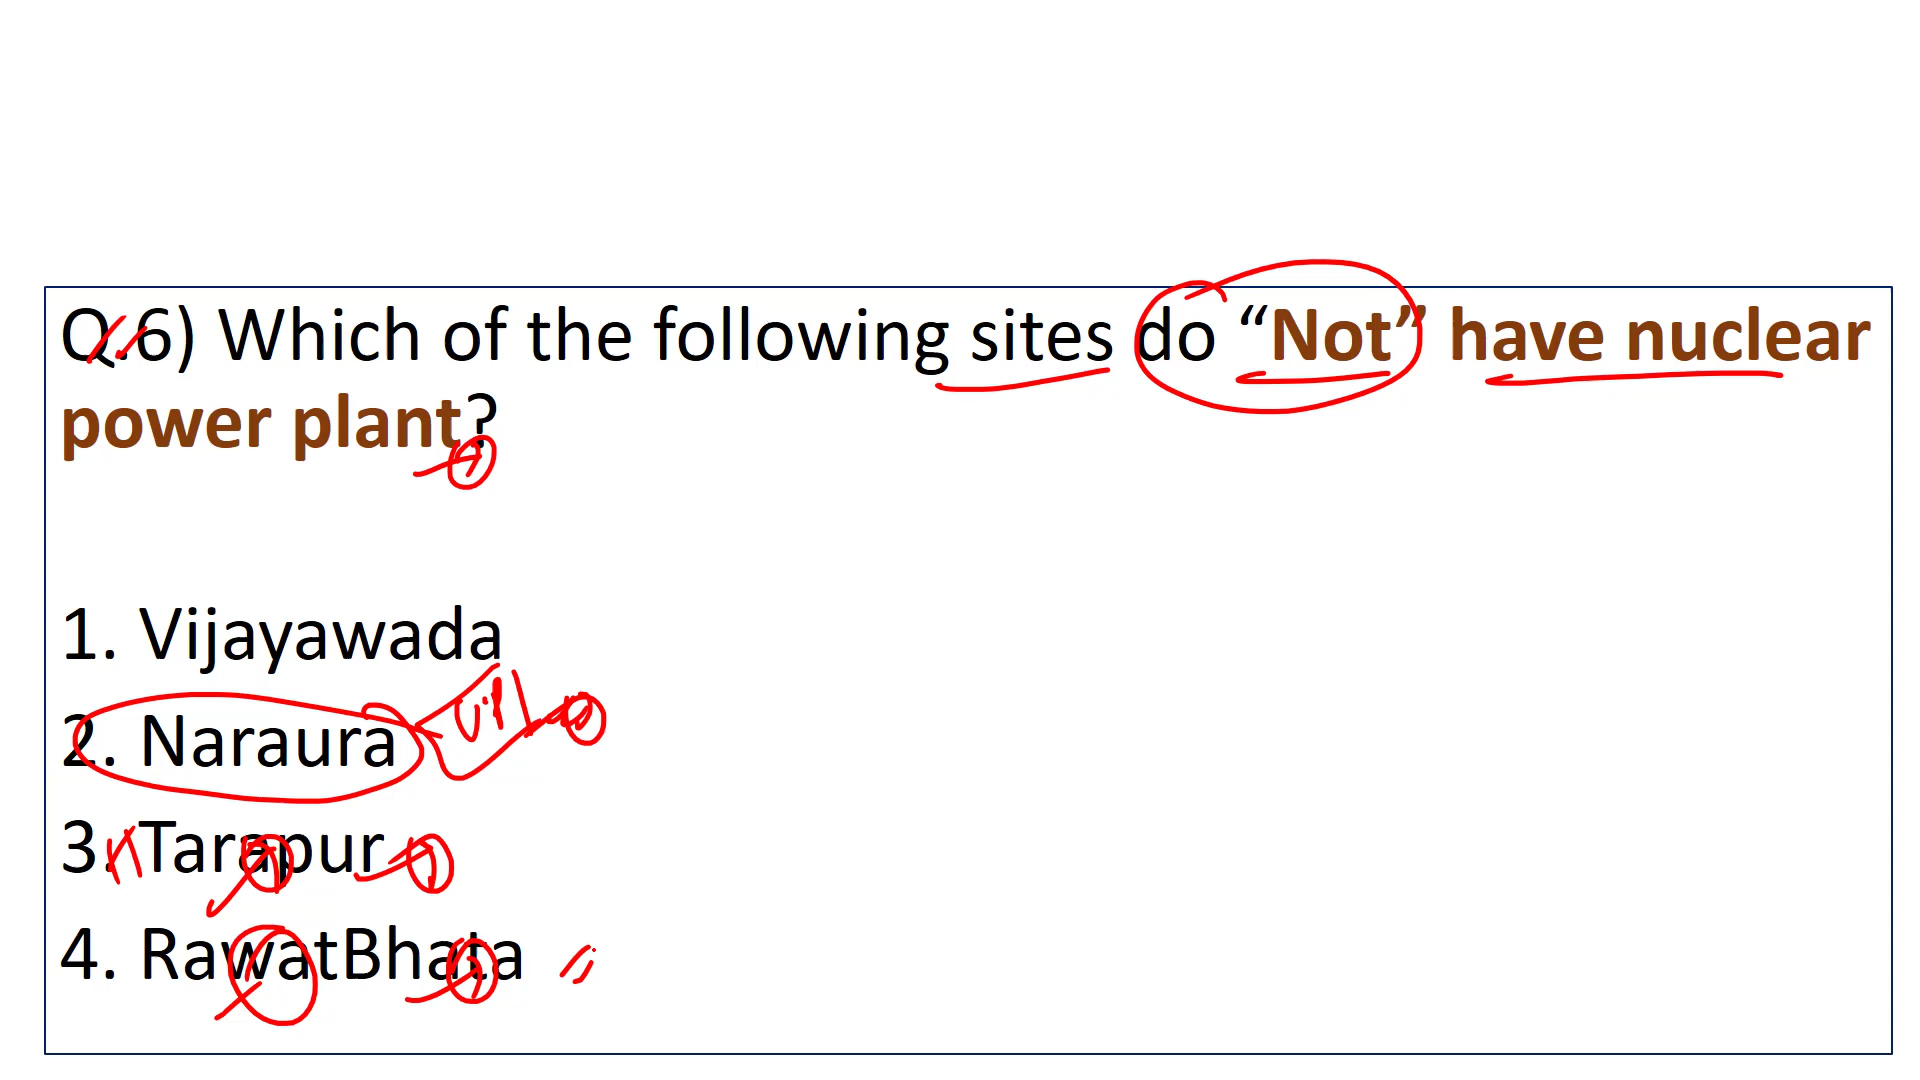 Q.6) Which of the following sites do “Not” have nuclear
power plant?
1. Vijayawada
2. Naraura
3. Tarapur
4. RawatBhata